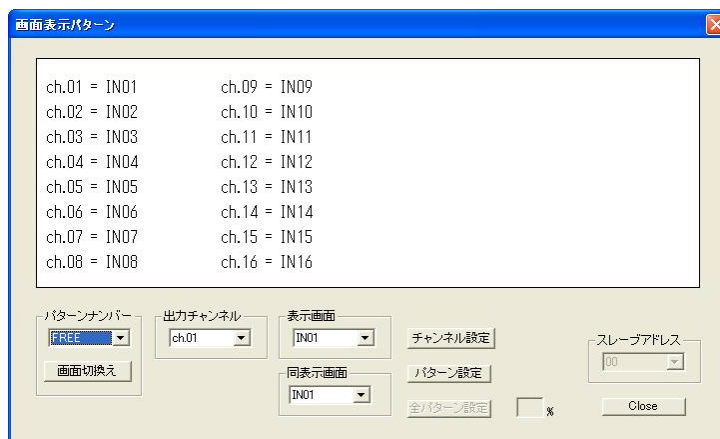 画面表示パターン
ch.01 = IN01 ch.09 = IN09
ch.02 = IN02 ch.10 = IN10
ch.03 = IN03 ch.11 = IN11
ch.04 = IN04 ch.12 = IN12
ch.05 = IN05 ch.13 = IN13
ch.06 = IN06 ch.14 = IN14
ch.07 = IN07 ch.15 = IN15
ch.08 = IN08 ch.16 = IN16
パターンナンバー
FREE
画面切換え
出力チャンネル
ch.01
表示画面
IN01
同表示画面
IN01
チャンネル設定
パターン設定
全パターン設定 %
スレーブアドレス
00
Close